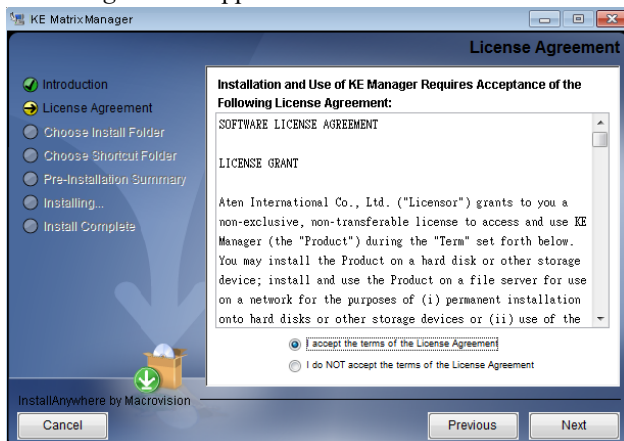 KE MatrixManager
License Agreement
Introduction
License Agreement
Choose Install Folder
Choose Shortcut Folder
Pre-Installation Summary
Installing...
Install Complete
Installation and Use of KE Manager Requires Acceptance of the
Following License Agreement:
SOFTWARE LICENSE AGREEMENT
LICENSE GRANT
Aten International Co., Ltd. ("Licensor") grants to you a
non-exclusive, non-transferable license to access and use KE
Manager (the "Product") during the "Term" set forth below.
You may install the Product on a hard disk or other storage
device; install and use the Product on a file server for use
on a network for the purposes of (i) permanent installation
onto hard disks or other storage devices or (ii) use of the
I accept the terms of the License Agreement
I do NOT accept the terms of the License Agreement
InstallAnywhere by Macrovision
Cancel
Previous
Next